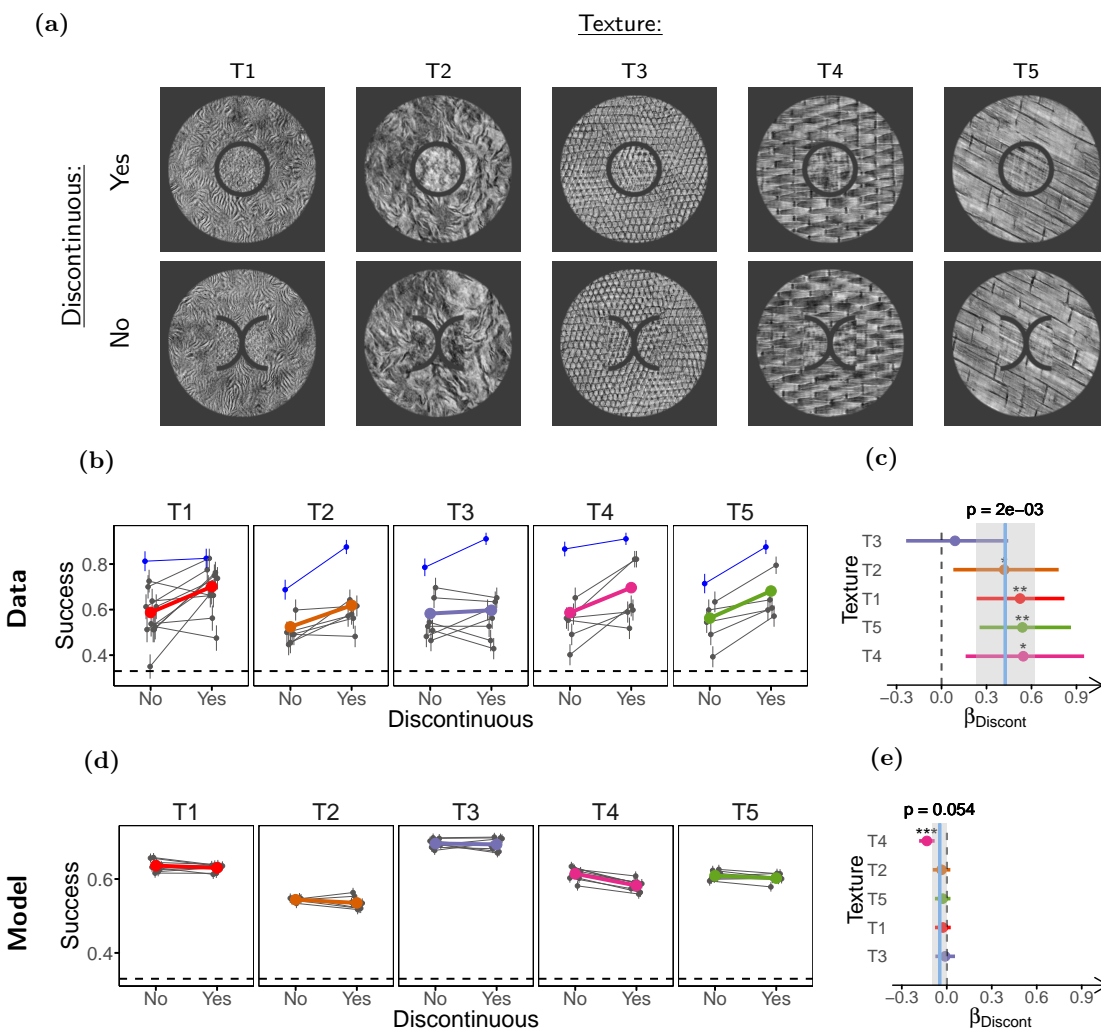 (a)
Texture:
T1 T2 T3 T4 T5
Discontinuous:
Yes
No
(b)
(c)
Data
T1 T2 T3 T4 T5
Success
0.8
0.6
0.4
No Yes No Yes No Yes No Yes No Yes
Discontinuous
p = 2e−03
Texture
T3
T2 *
T1 **
T5 **
T4 *
−0.3 0.0 0.3 0.6 0.9
βDiscont
(d)
(e)
Model
T1 T2 T3 T4 T5
Success
0.6
0.4
No Yes No Yes No Yes No Yes No Yes
Discontinuous
p = 0.054
Texture
T4 ***
T2
T5
T1
T3
−0.3 0.0 0.3 0.6 0.9
βDiscont